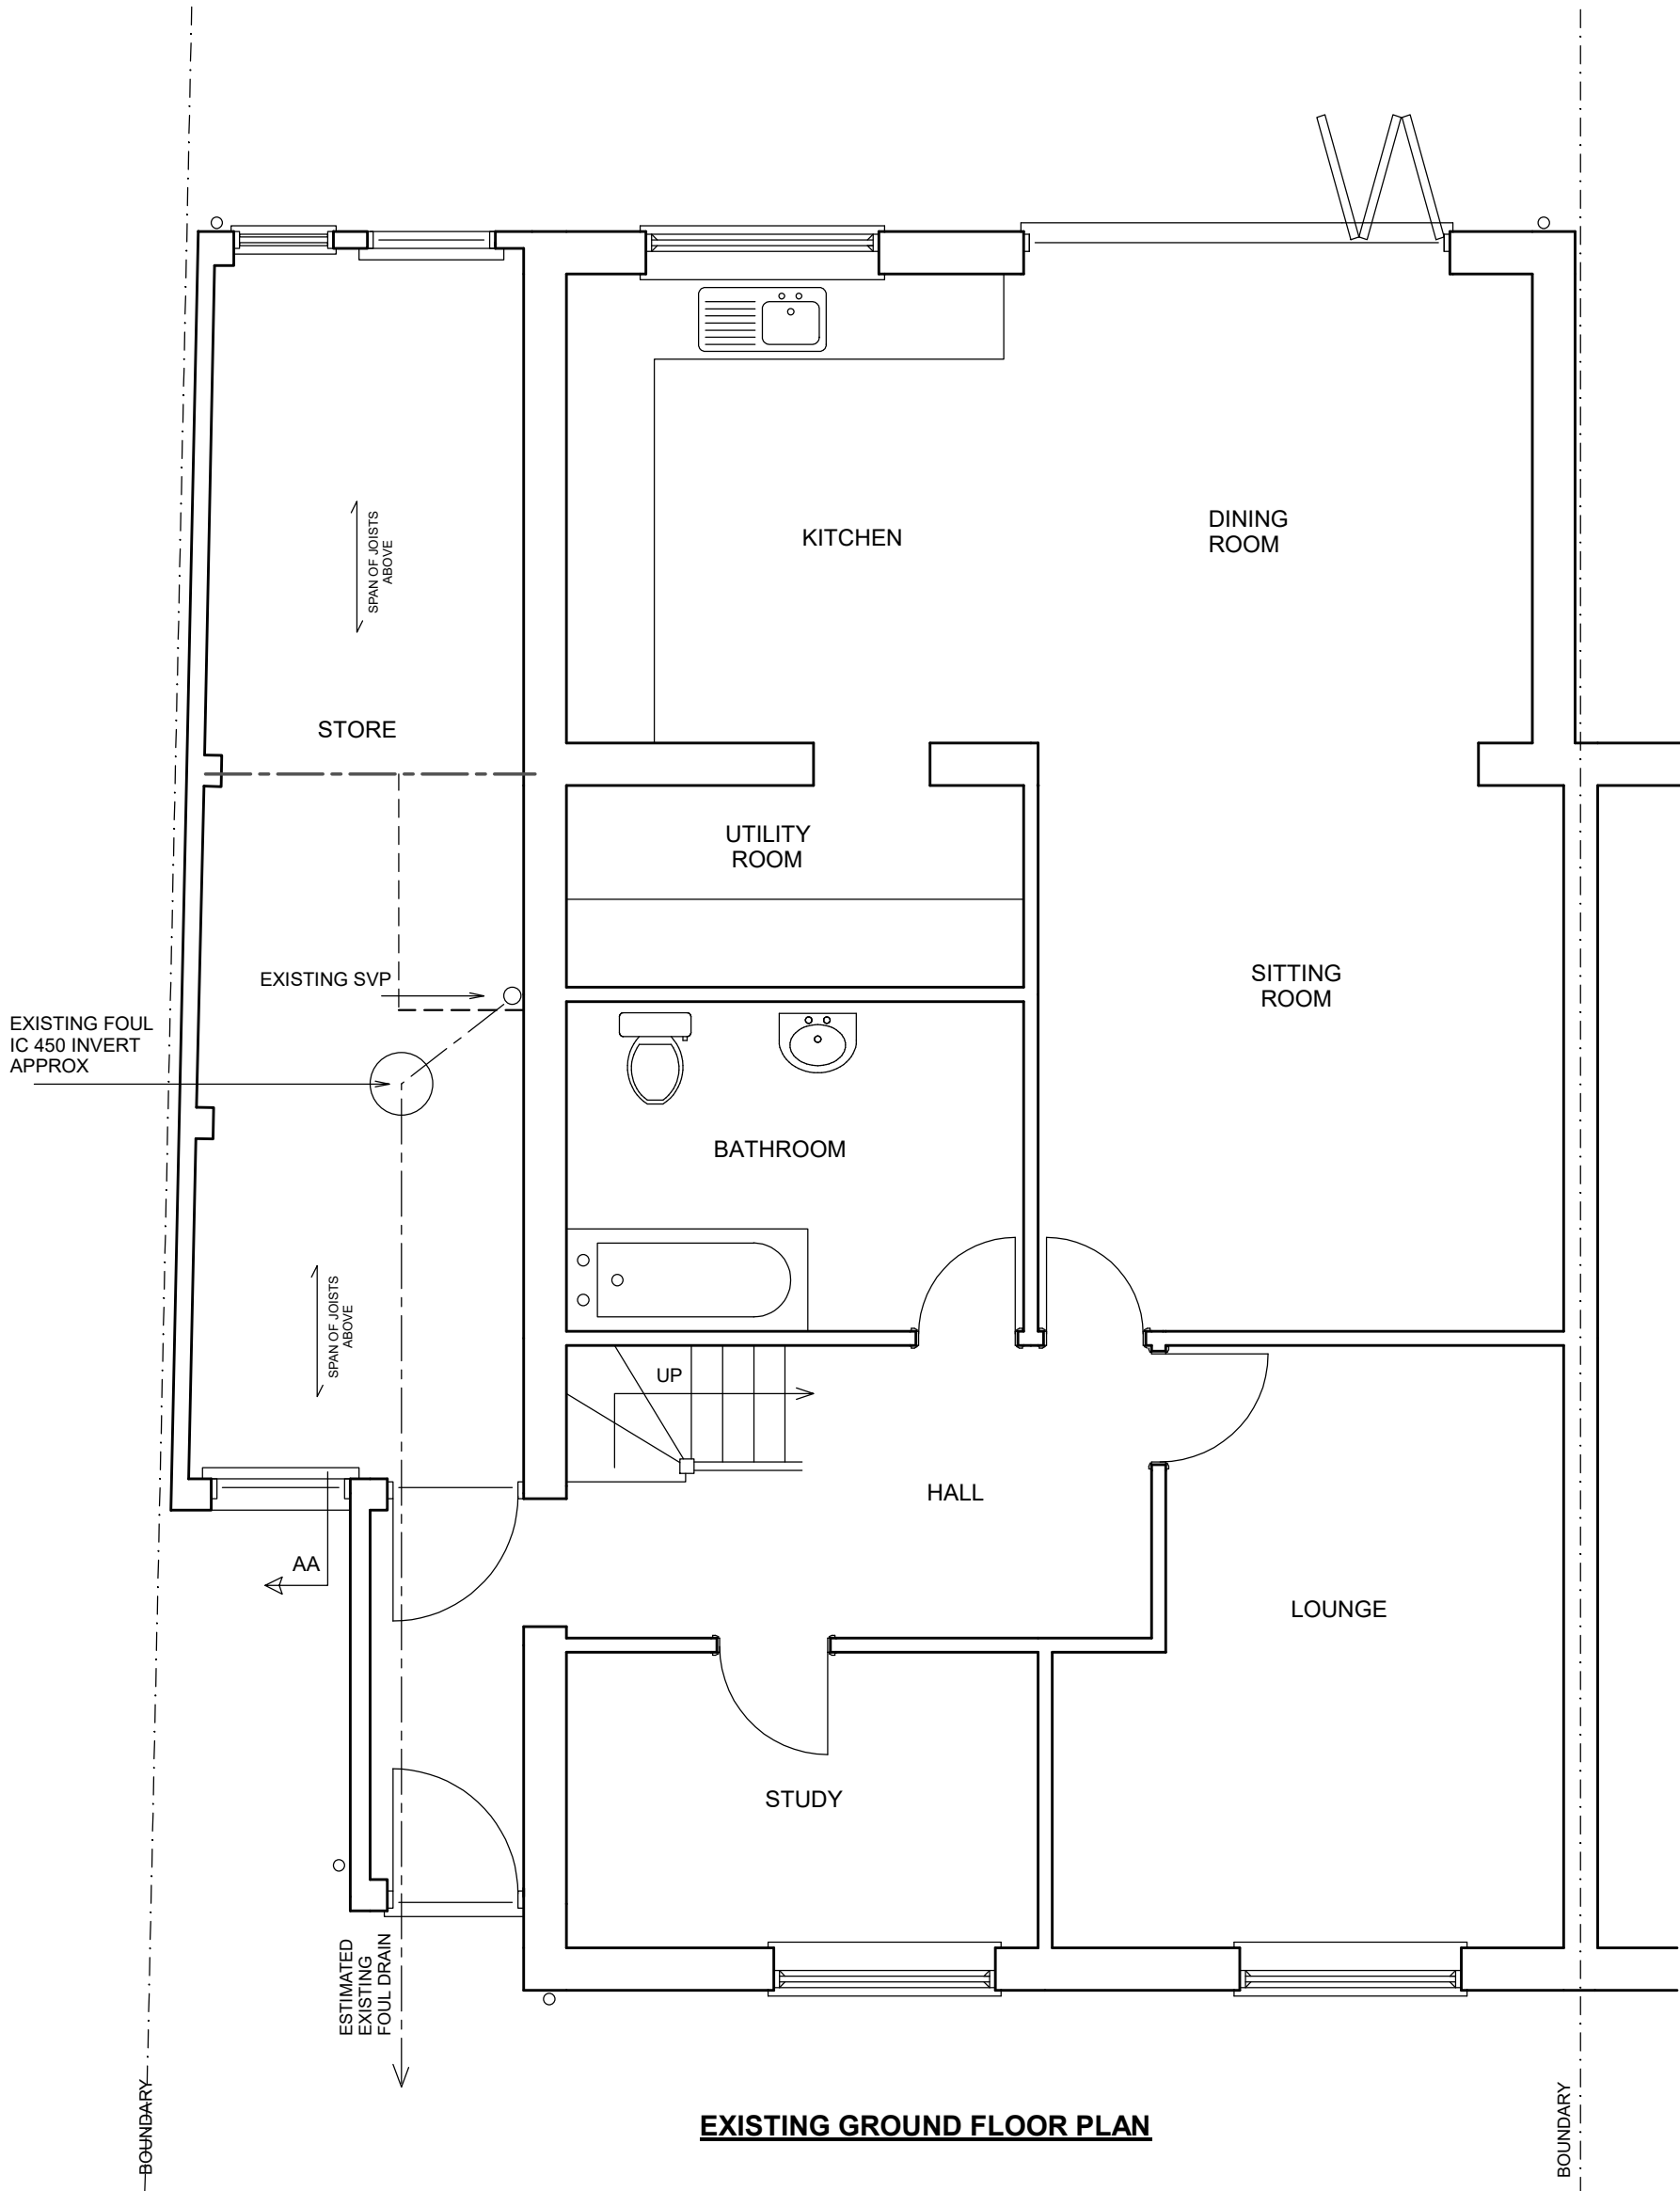 DINING
ROOM
KITCHEN
SPAN OF JOISTS
ABOVE
STORE
UTILITY
ROOM
EXISTING SVP
SITTING
ROOM
EXISTING FOUL
IC 450 INVERT
APPROX
BATHROOM
SPAN OF JOISTS
ABOVE
UP
HALL
AA
LOUNGE
STUDY
ESTIMATED
EXISTING
FOUL DRAIN
BOUNDARY
BOUNDARY
EXISTING GROUND FLOOR PLAN